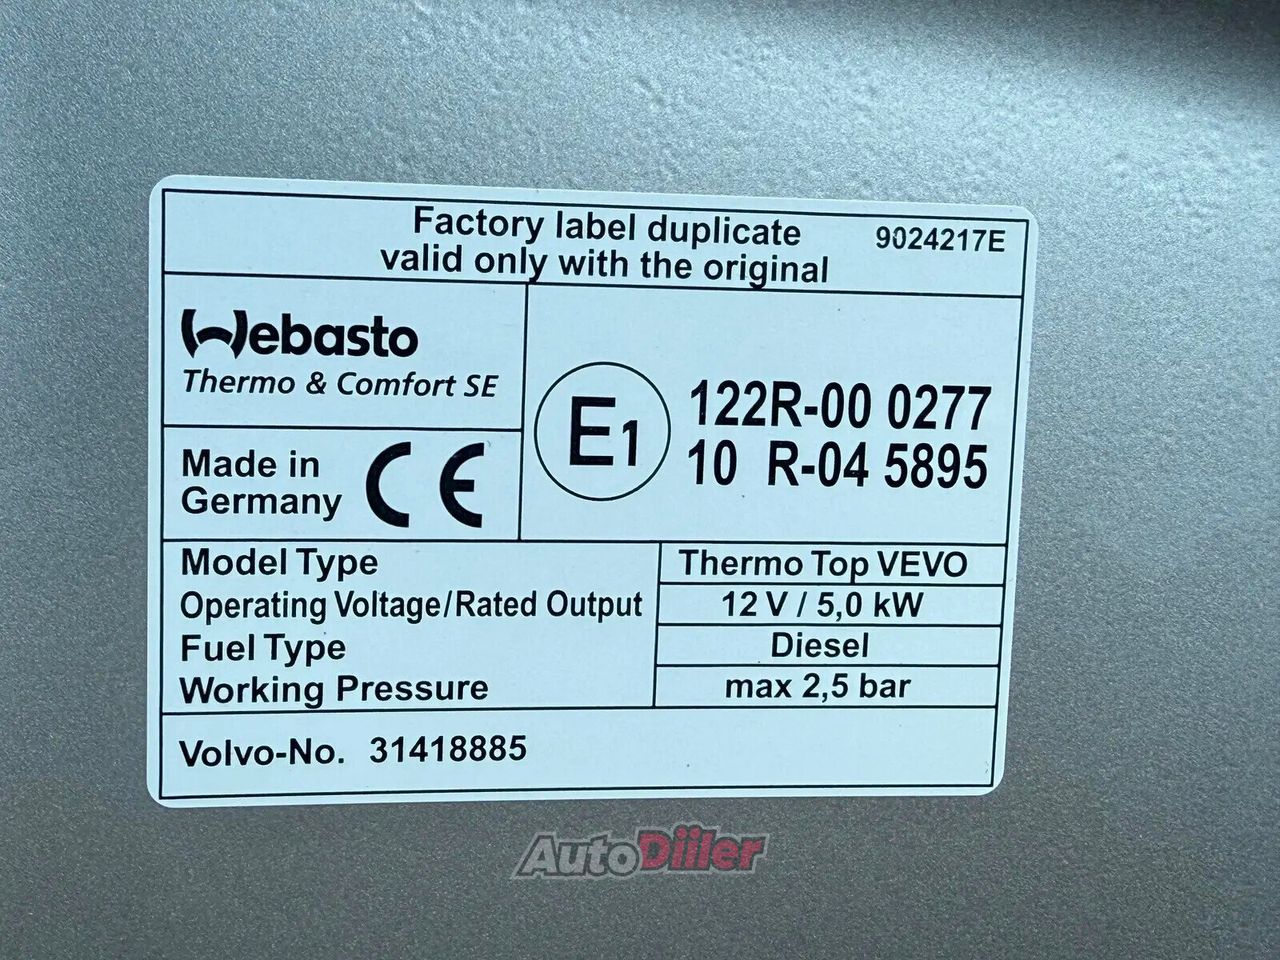 Factory label duplicate
valid only with the original
9024217E
Webasto
Thermo & Comfort SE
Made in
Germany
CE
E1
122R-00 0277
10 R-04 5895
Model Type
Thermo Top VEVO
Operating Voltage/Rated Output
12 V / 5,0 kW
Fuel Type
Diesel
Working Pressure
max 2,5 bar
Volvo-No. 31418885
AutoDiiler